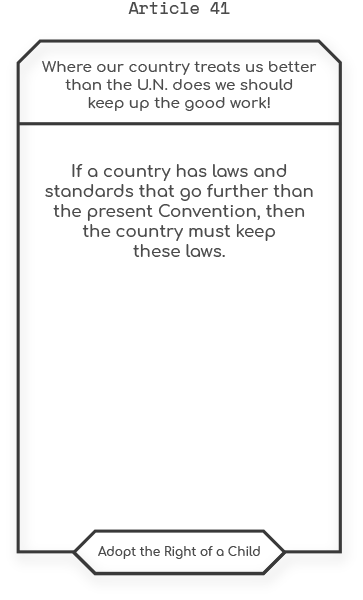 Article 41
Where our country treats us better
than the U.N. does we should
keep up the good work!
If a country has laws and
standards that go further than
the present Convention, then
the country must keep
these laws.
Adopt the Right of a Child